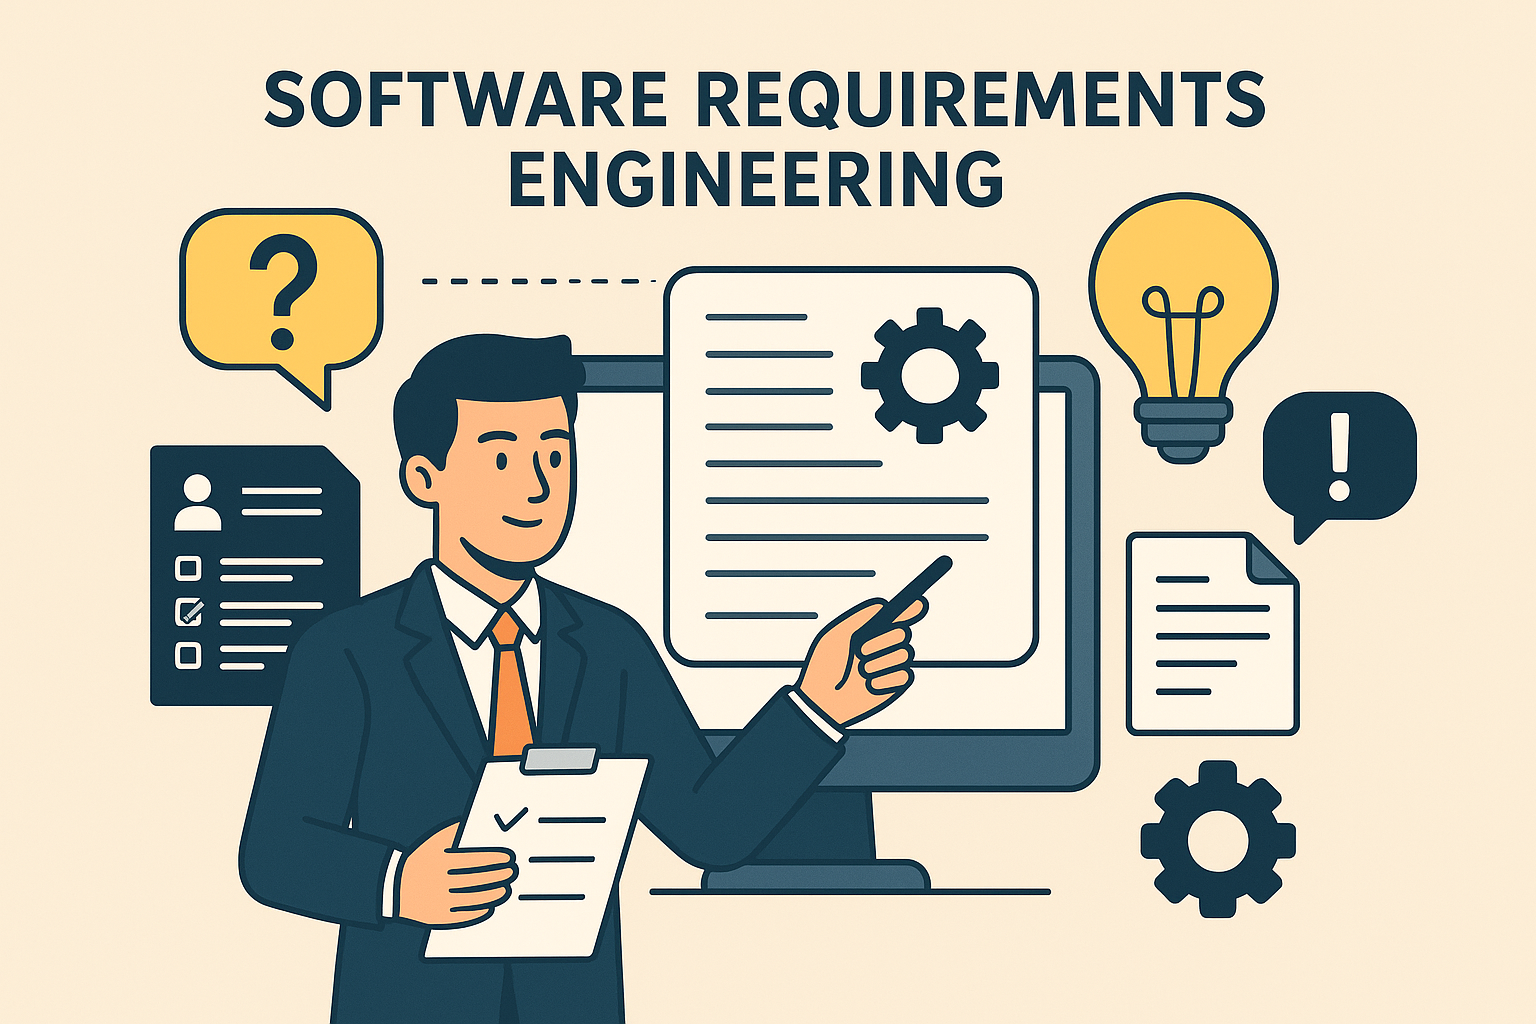 SOFTWARE REQUIREMENTS
ENGINEERING
?
!